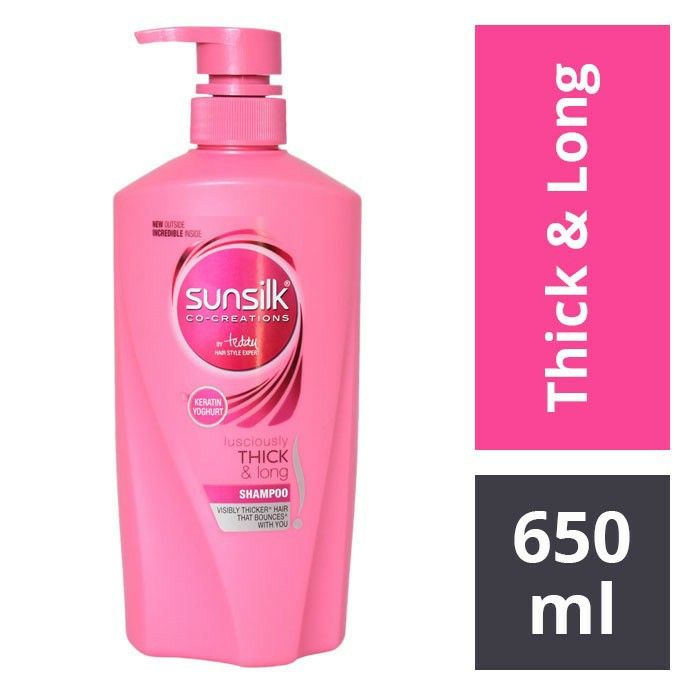 NEW OUTSIDE
INCREDIBLE INSIDE
sunsilk®
CO-CREATIONS
BY teddy
HAIR STYLE EXPERT
KERATIN
YOGHURT
lusciously
THICK
& long
SHAMPOO
VISIBLY THICKER* HAIR
THAT BOUNCES*
WITH YOU
Thick & Long
650
ml